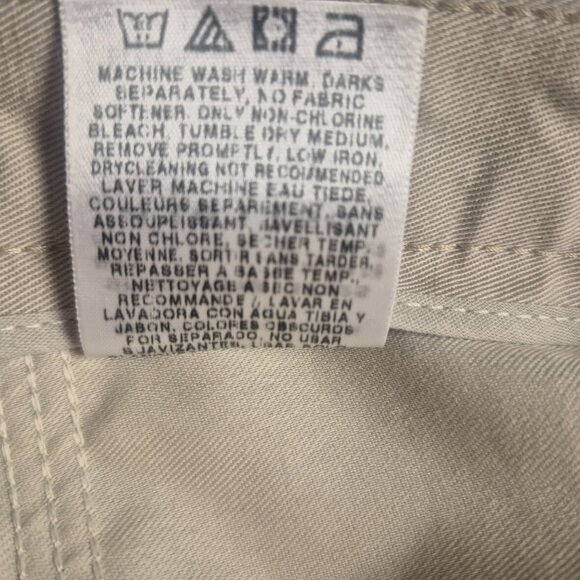 MACHINE WASH WARM, DARKS
SEPARATELY, NO FABRIC
SOFTENER. ONLY NON-CHLORINE
BLEACH, TUMBLE DRY MEDIUM,
REMOVE PROMPTLY, LOW IRON,
DRYCLEANING NOT RECOMMENDED
LAVER MACHINE EAU TIEDE,
COULEURS SEPAREMENT, SANS
ASSOUPLISSANT, JAVELLISANT
NON CHLORE, SECHER TEMP.
MOYENNE, SORTIR SANS TARDER,
REPASSER A BASSE TEMP.
NETTOYAGE A SEC NON
RECOMMANDE / LAVAR EN
LAVADORA CON AGUA TIBIA Y
JABON, COLORES OBSCUROS
POR SEPARADO, NO USAR